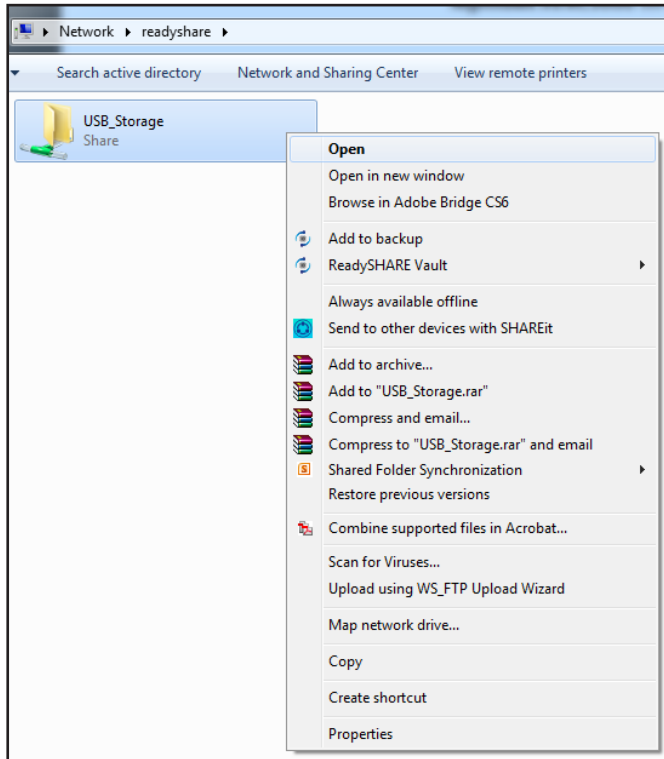 Network readyshare
Search active directory Network and Sharing Center View remote printers
USB_Storage
Share
Open
Open in new window
Browse in Adobe Bridge CS6
Add to backup
ReadySHARE Vault
Always available offline
Send to other devices with SHAREit
Add to archive...
Add to "USB_Storage.rar"
Compress and email...
Compress to "USB_Storage.rar" and email
Shared Folder Synchronization
Restore previous versions
Combine supported files in Acrobat...
Scan for Viruses...
Upload using WS_FTP Upload Wizard
Map network drive...
Copy
Create shortcut
Properties